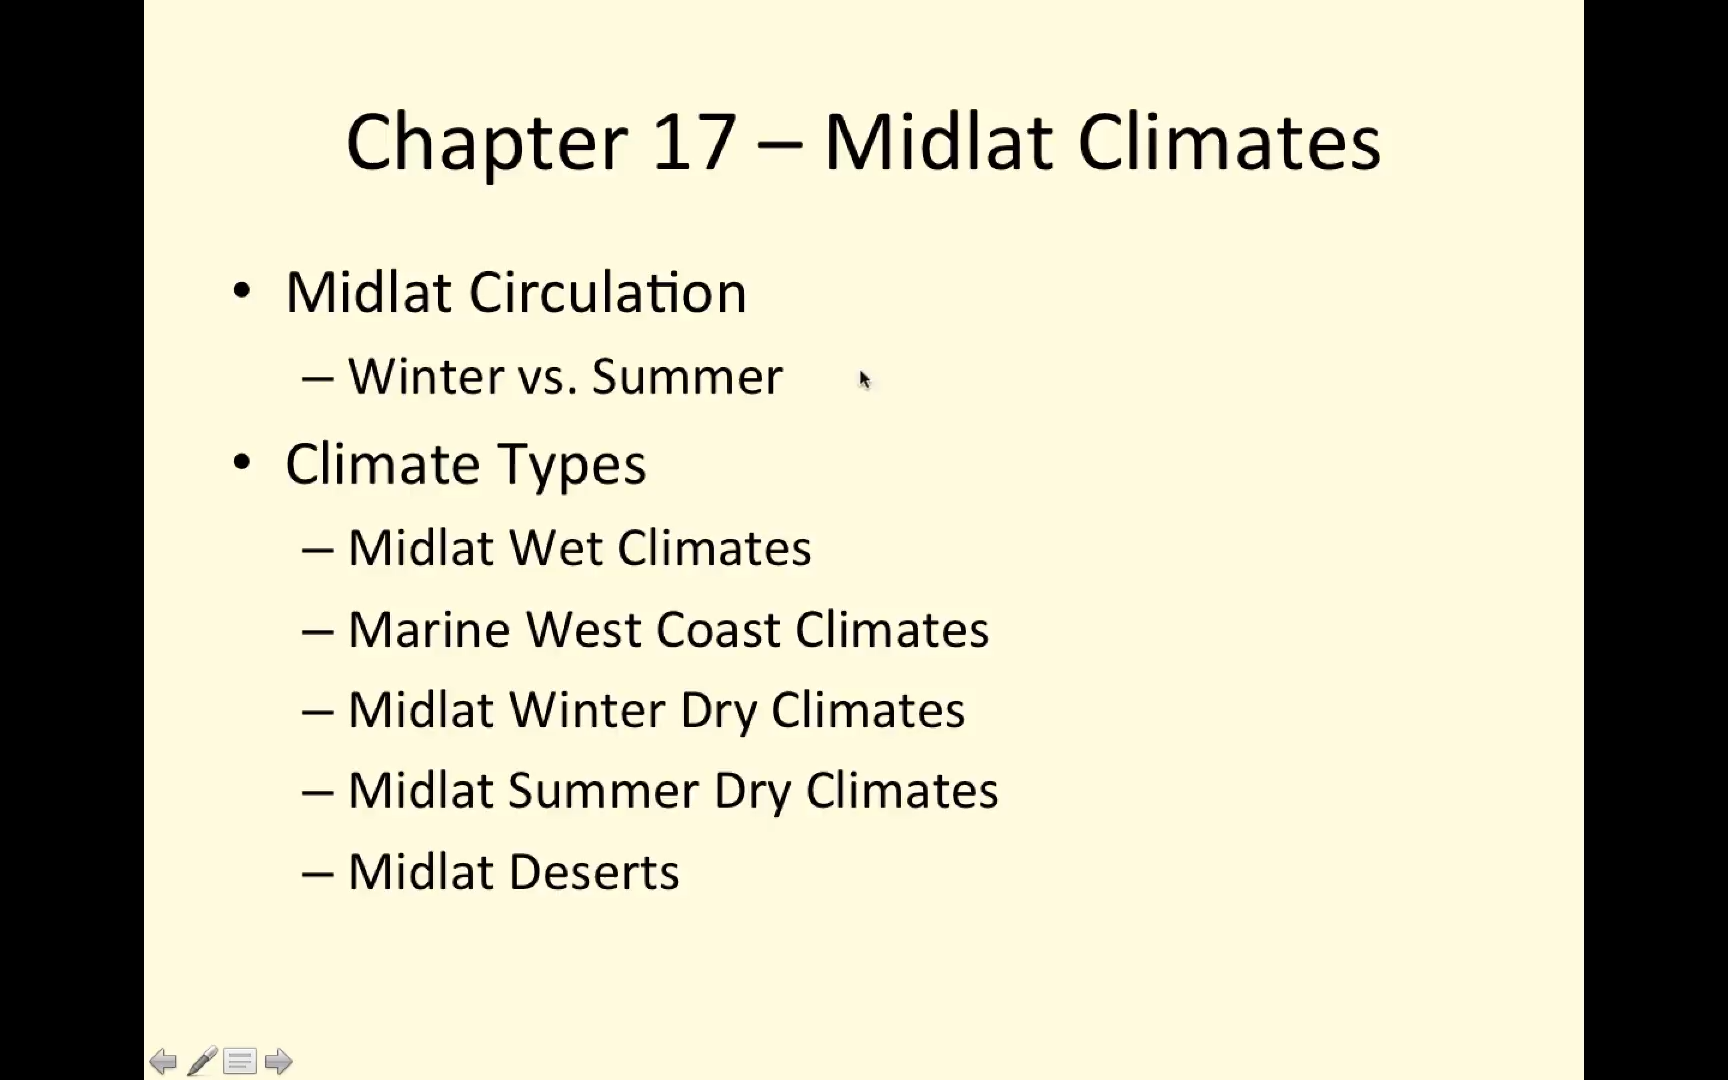 Chapter 17 – Midlat Climates
• Midlat Circulation
– Winter vs. Summer
• Climate Types
– Midlat Wet Climates
– Marine West Coast Climates
– Midlat Winter Dry Climates
– Midlat Summer Dry Climates
– Midlat Deserts